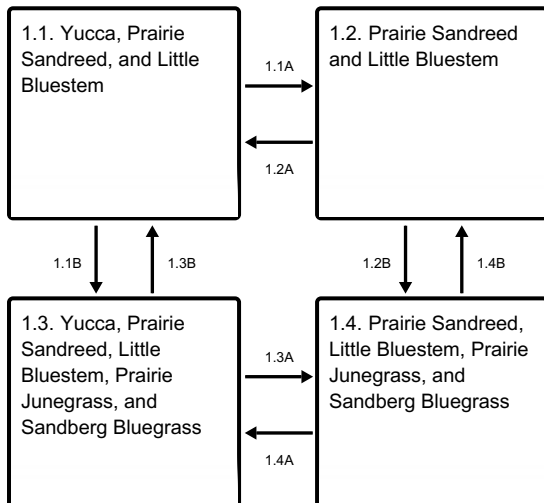 1.1. Yucca, Prairie
Sandreed, and Little
Bluestem
1.1A
1.2A
1.2. Prairie Sandreed
and Little Bluestem
1.1B
1.3B
1.2B
1.4B
1.3. Yucca, Prairie
Sandreed, Little
Bluestem, Prairie
Junegrass, and
Sandberg Bluegrass
1.3A
1.4A
1.4. Prairie Sandreed,
Little Bluestem, Prairie
Junegrass, and
Sandberg Bluegrass